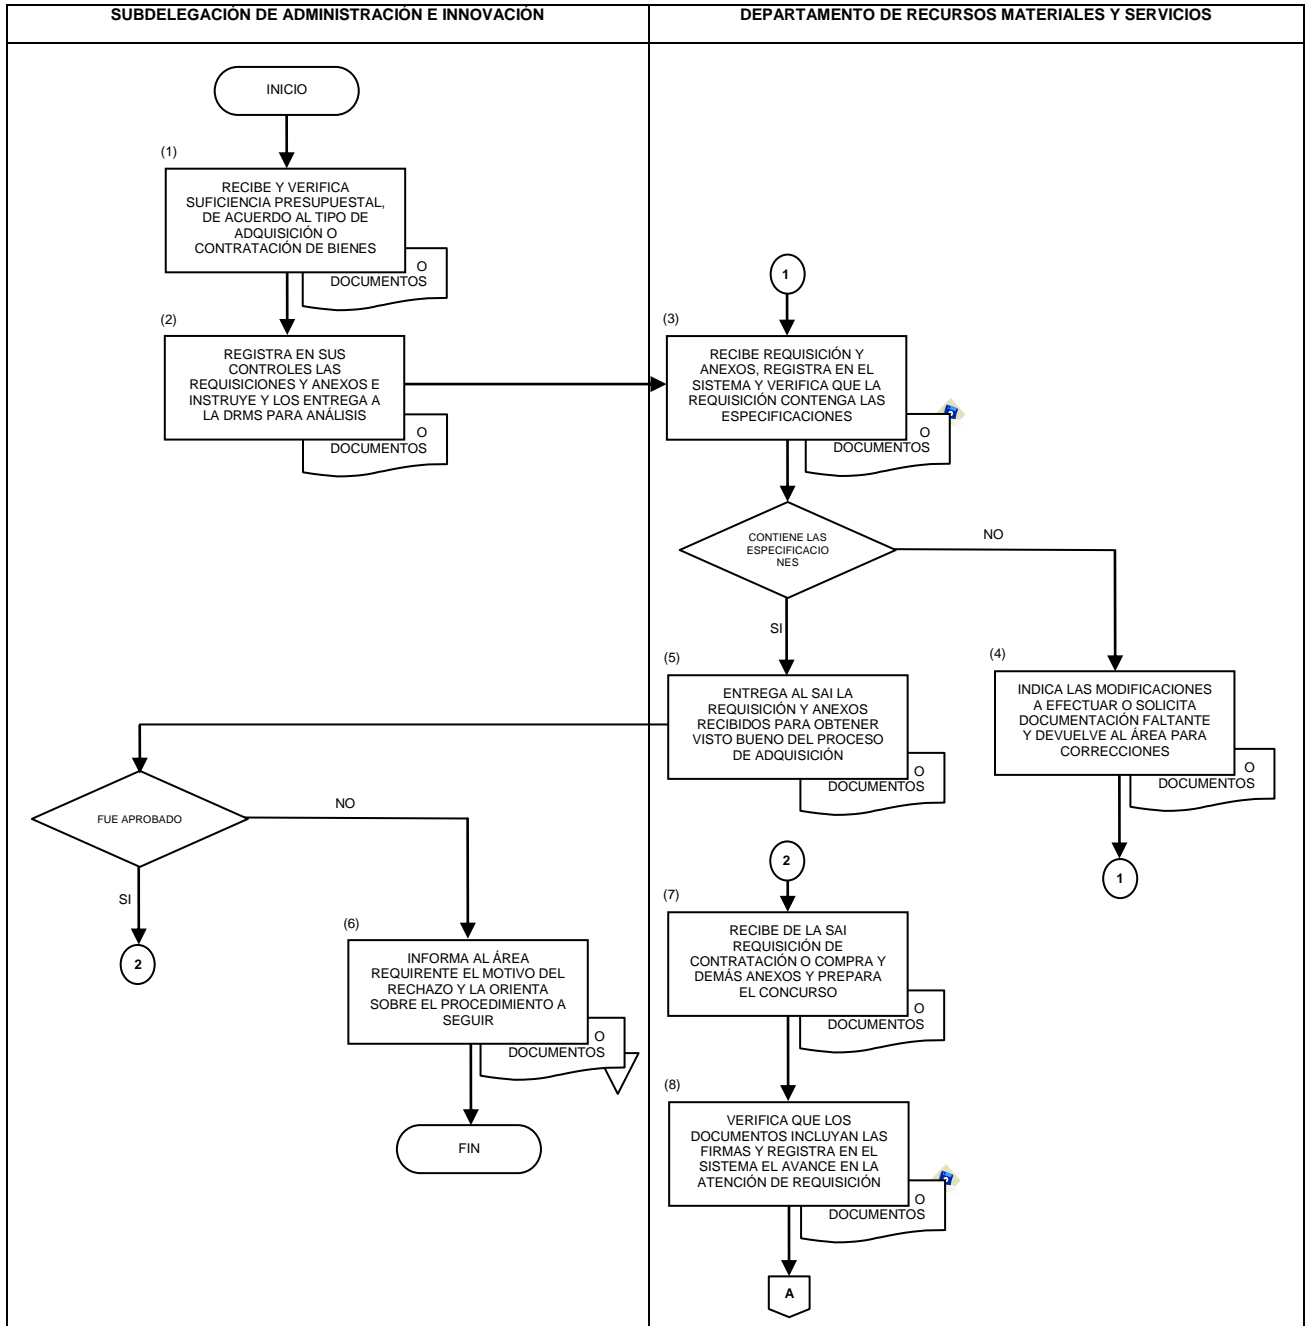 SUBDELEGACIÓN DE ADMINISTRACIÓN E INNOVACIÓN
DEPARTAMENTO DE RECURSOS MATERIALES Y SERVICIOS
INICIO
(1)
RECIBE Y VERIFICA
SUFICIENCIA PRESUPUESTAL,
DE ACUERDO AL TIPO DE
ADQUISICIÓN O
CONTRATACIÓN DE BIENES
O
DOCUMENTOS
(2)
REGISTRA EN SUS
CONTROLES LAS
REQUISICIONES Y ANEXOS E
INSTRUYE Y LOS ENTREGA A
LA DRMS PARA ANÁLISIS
O
DOCUMENTOS
1
(3)
RECIBE REQUISICIÓN Y
ANEXOS, REGISTRA EN EL
SISTEMA Y VERIFICA QUE LA
REQUISICIÓN CONTENGA LAS
ESPECIFICACIONES
O
DOCUMENTOS
CONTIENE LAS
ESPECIFICACIO
NES
NO
SI
(4)
INDICA LAS MODIFICACIONES
A EFECTUAR O SOLICITA
DOCUMENTACIÓN FALTANTE
Y DEVUELVE AL ÁREA PARA
CORRECCIONES
O
DOCUMENTOS
1
(5)
ENTREGA AL SAI LA
REQUISICIÓN Y ANEXOS
RECIBIDOS PARA OBTENER
VISTO BUENO DEL PROCESO
DE ADQUISICIÓN
O
DOCUMENTOS
FUE APROBADO
NO
SI
2
(6)
INFORMA AL ÁREA
REQUIRENTE EL MOTIVO DEL
RECHAZO Y LA ORIENTA
SOBRE EL PROCEDIMIENTO A
SEGUIR
O
DOCUMENTOS
FIN
2
(7)
RECIBE DE LA SAI
REQUISICIÓN DE
CONTRATACIÓN O COMPRA Y
DEMÁS ANEXOS Y PREPARA
EL CONCURSO
O
DOCUMENTOS
(8)
VERIFICA QUE LOS
DOCUMENTOS INCLUYAN LAS
FIRMAS Y REGISTRA EN EL
SISTEMA EL AVANCE EN LA
ATENCIÓN DE REQUISICIÓN
O
DOCUMENTOS
A